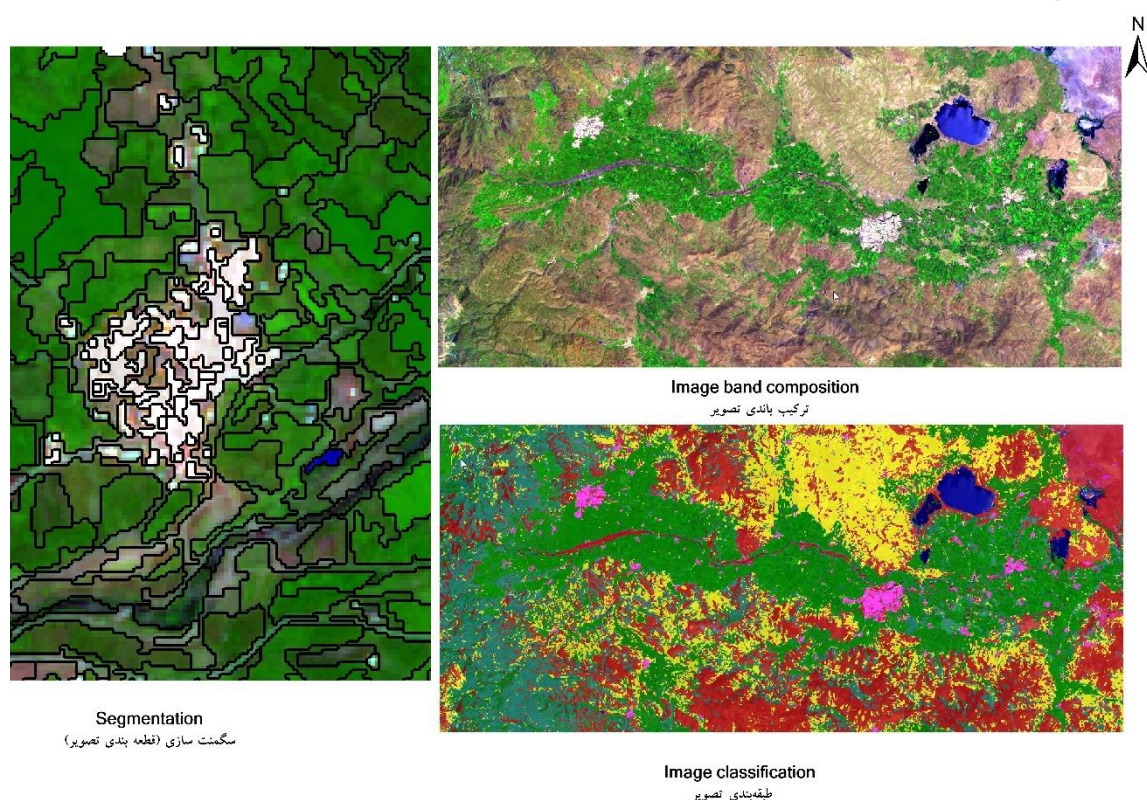 N
Image band composition
ترکیب باندی تصویر
Segmentation
سگمنت سازی (قطعه بندی تصویر)
Image classification
طبقه‌بندی تصویر